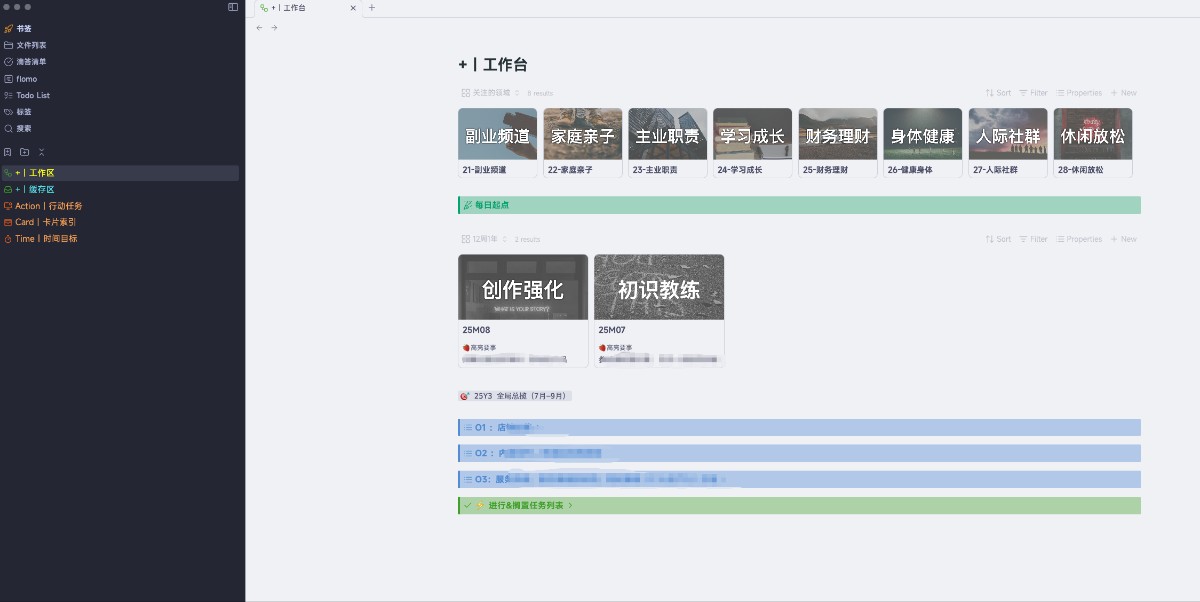 书签
文件列表
滴答清单
flomo
Todo List
标签
搜索
+丨工作区
+丨缓存区
Action丨行动任务
Card丨卡片索引
Time丨时间目标
+丨工作台
+丨工作台
关注的领域 8 results
Sort Filter Properties New
副业频道 家庭亲子 主业职责 学习成长 财务理财 身体健康 人际社群 休闲放松
21-副业频道 22-家庭亲子 23-主业职责 24-学习成长 25-财务理财 26-健康身体 27-人际社群 28-休闲放松
每日起点
12周1年 2 results
Sort Filter Properties New
创作强化 初识教练
WHAT IS YOUR STORY?
25M08 25M07
高亮要事 高亮要事
25Y3 全局总揽（7月-9月）
O1：店
O2：内
O3：服务
进行&搁置任务列表